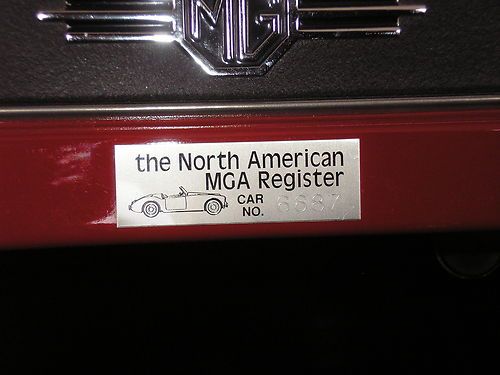 MG
the North American
MGA Register
CAR
NO. 6687